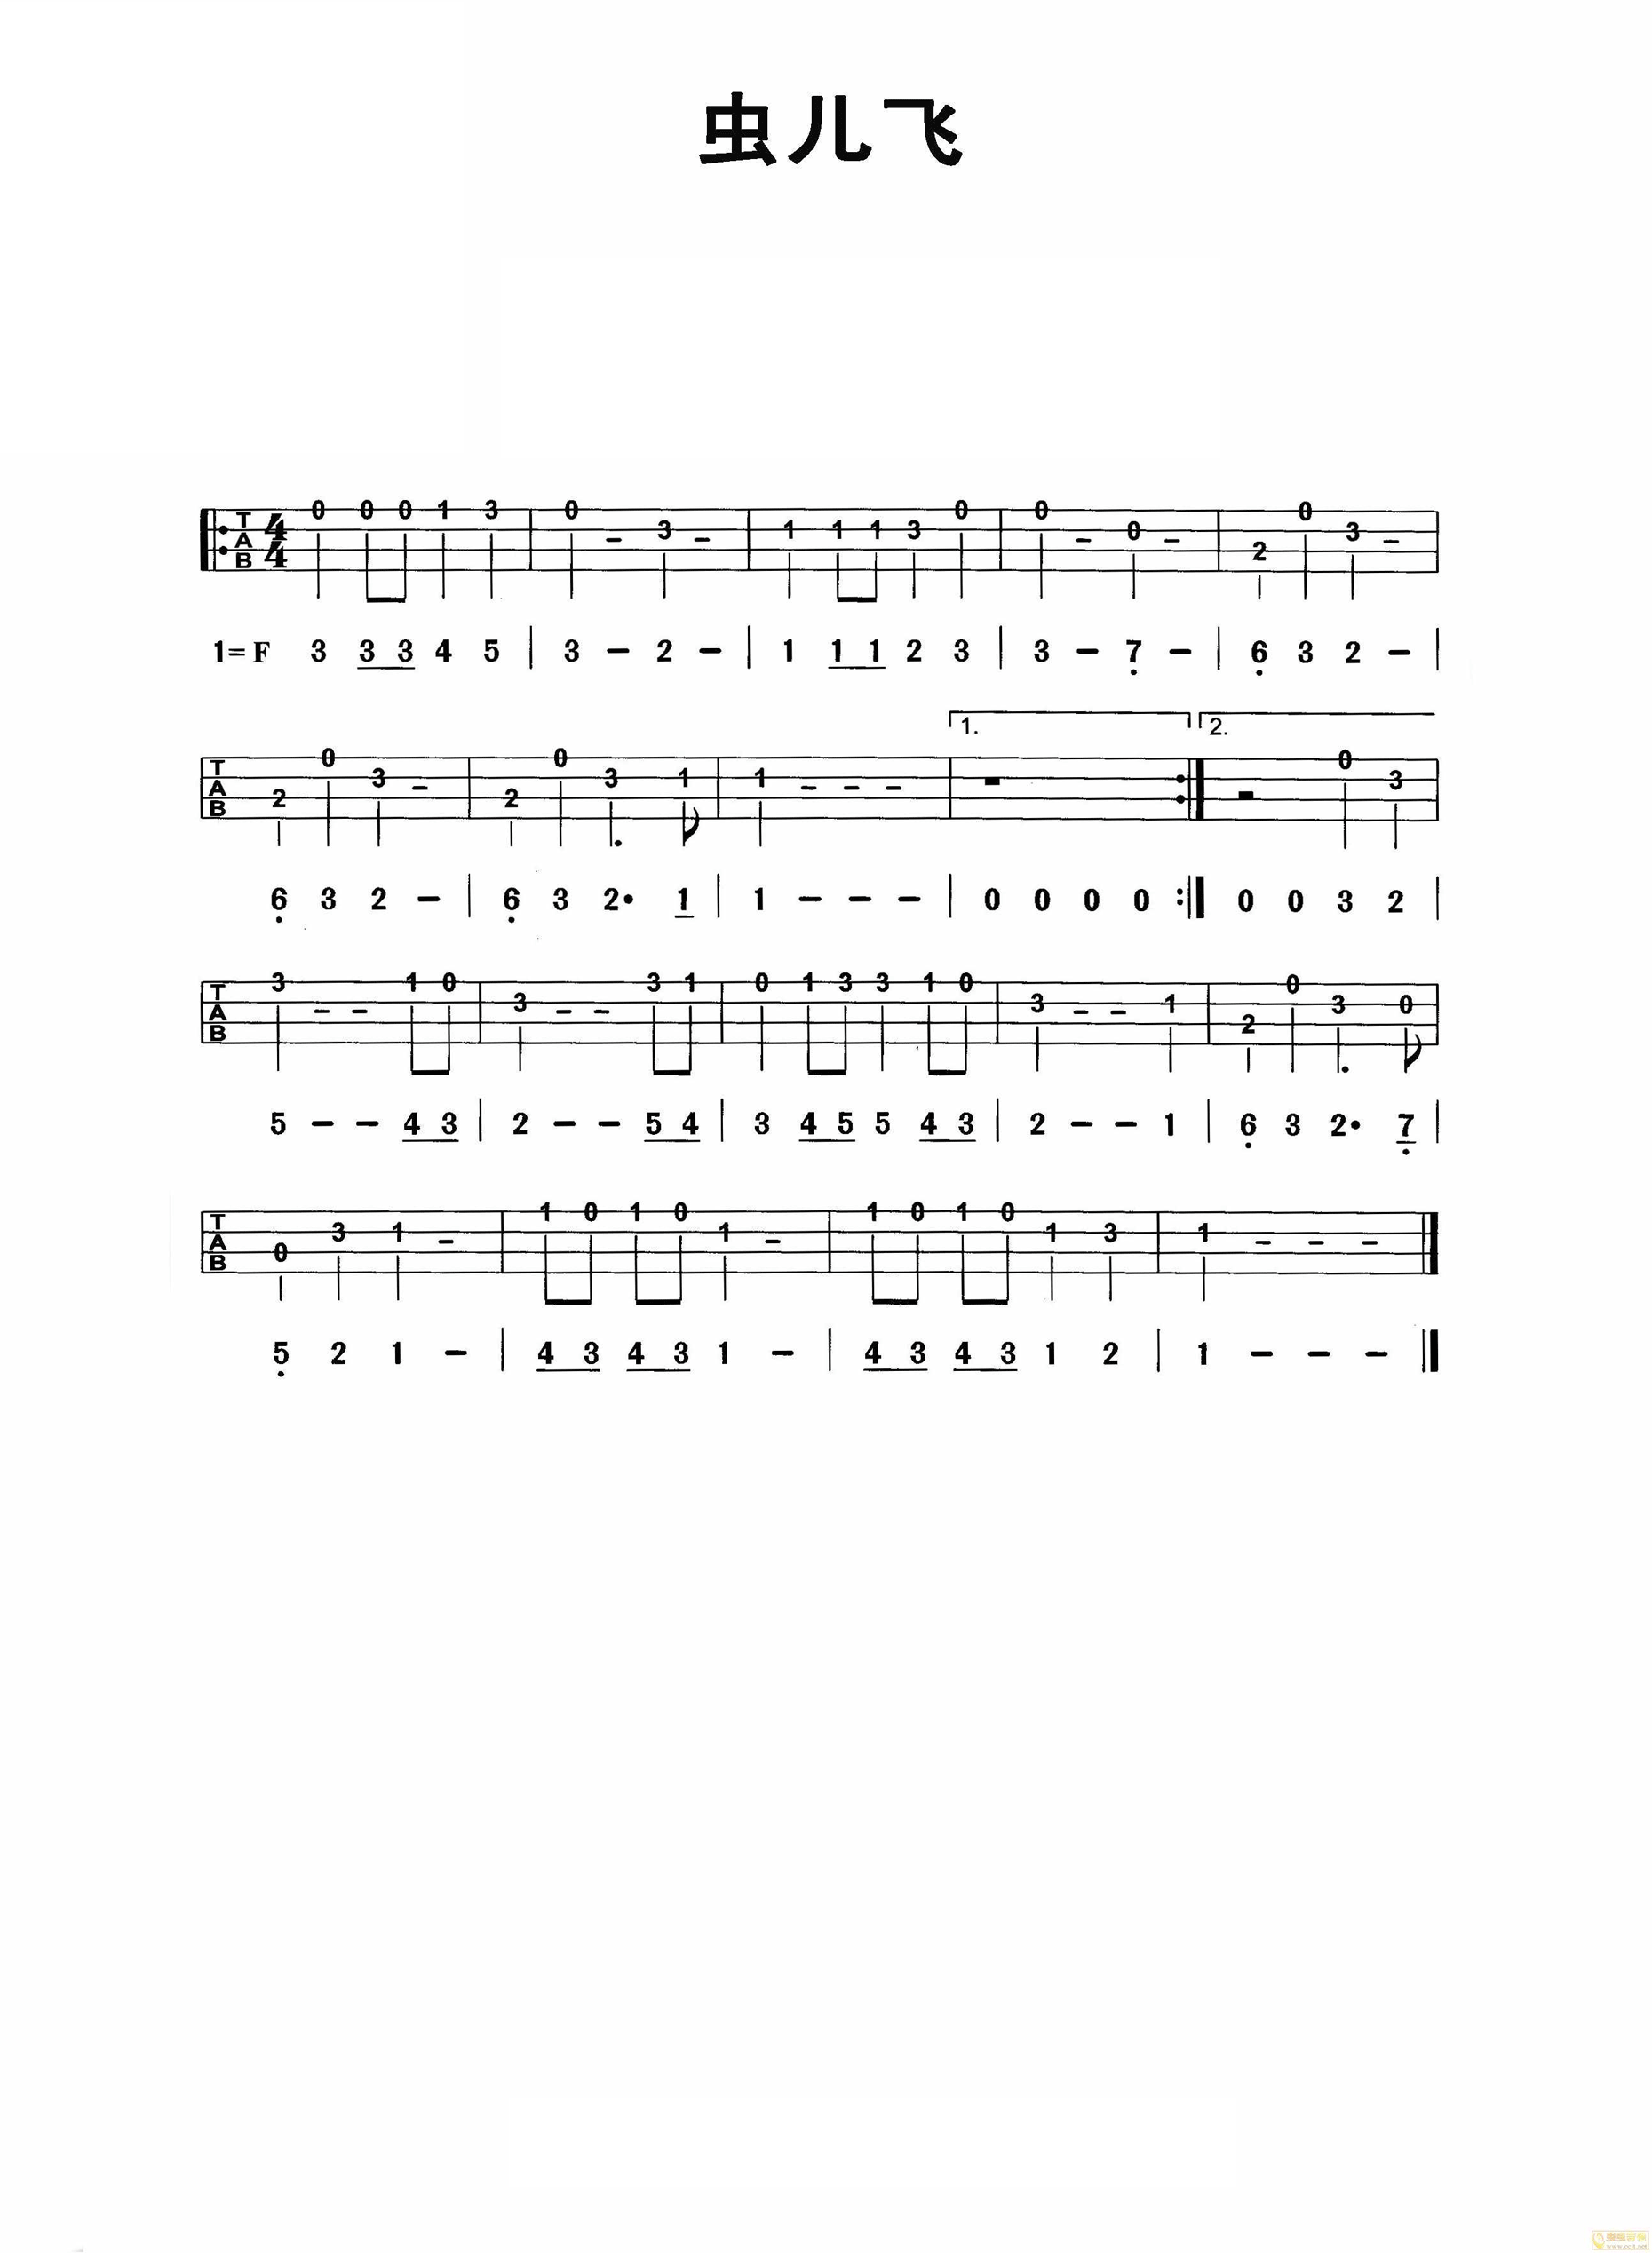 虫儿飞
T A B 4 4 0 0 0 1 3 0 – 3 – 1 1 1 3 0 0 – 0 – 2 0 3 –
1=F 3 3 3 4 5 | 3 – 2 – | 1 1 1 2 3 | 3 – 7 – | 6 3 2 – |
1. 2.
T A B 2 0 3 – 2 0 3 1 1 – – – 0 3
6 3 2 – | 6 3 2• 1 | 1 – – – | 0 0 0 0 :| 0 0 3 2 |
T A B 3 – – 1 0 3 – – 3 1 0 1 3 3 1 0 3 – – 1 2 0 3 0
5 – – 4 3 | 2 – – 5 4 | 3 4 5 5 4 3 | 2 – – 1 | 6 3 2• 7 |
T A B 0 3 1 – 1 0 1 0 1 – 1 0 1 0 1 3 1 – – –
5 2 1 – | 4 3 4 3 1 – | 4 3 4 3 1 2 | 1 – – – ||